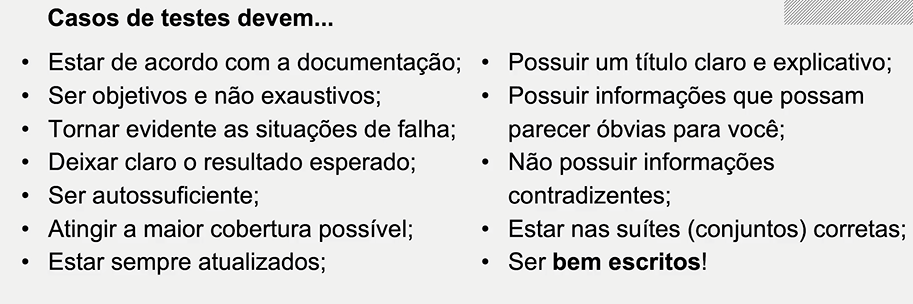 Casos de testes devem...
• Estar de acordo com a documentação;
• Ser objetivos e não exaustivos;
• Tornar evidente as situações de falha;
• Deixar claro o resultado esperado;
• Ser autossuficiente;
• Atingir a maior cobertura possível;
• Estar sempre atualizados;
• Possuir um título claro e explicativo;
• Possuir informações que possam
parecer óbvias para você;
• Não possuir informações
contradizentes;
• Estar nas suítes (conjuntos) corretas;
• Ser bem escritos!